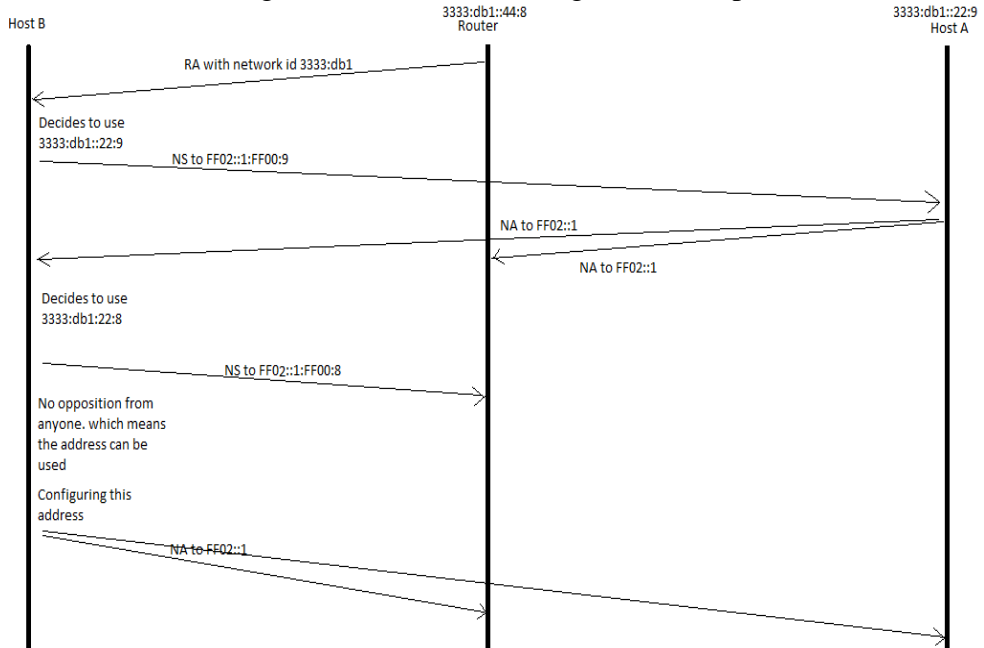 3333:db1::44:8
3333:db1::22:9
Host B
Router
Host A
RA with network id 3333:db1
Decides to use
3333:db1::22:9
NS to FF02::1:FF00:9
NA to FF02::1
NA to FF02::1
Decides to use
3333:db1:22:8
NS to FF02::1:FF00:8
No opposition from
anyone. which means
the address can be
used
Configuring this
address
NA to FF02::1